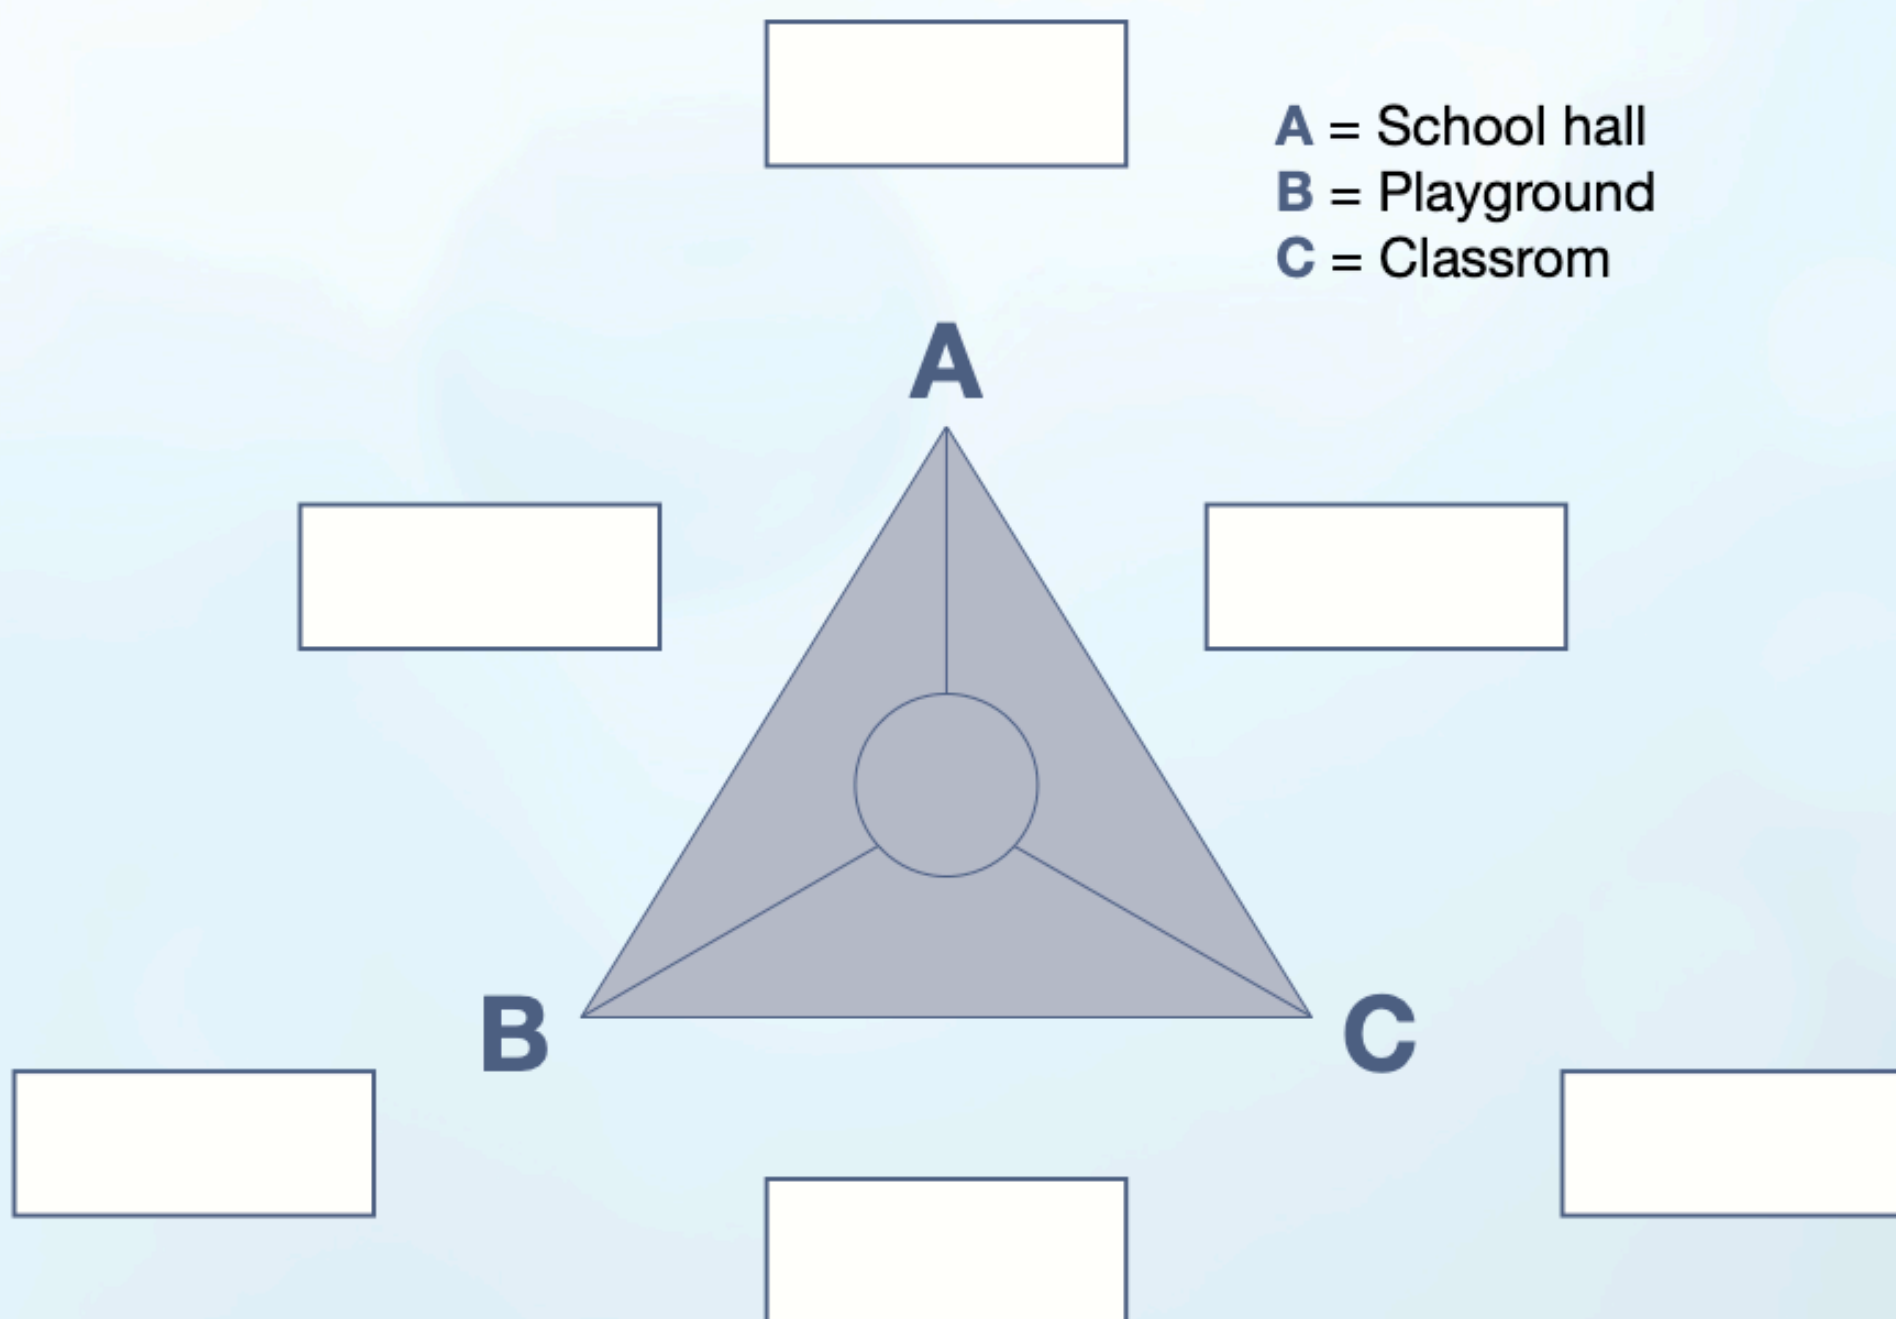 A = School hall
B = Playground
C = Classrom
A
B
C